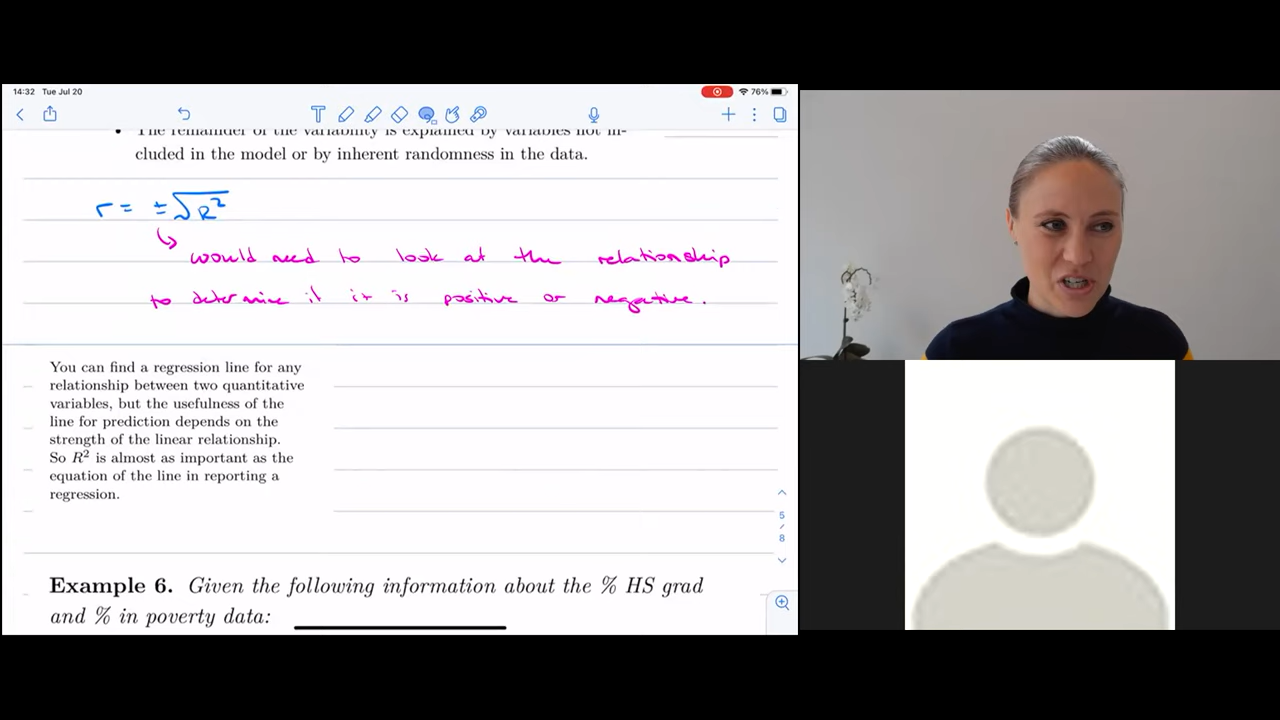 14:32 Tue Jul 20
76%
The remainder of the variability is explained by variables not in-
cluded in the model or by inherent randomness in the data.
r = ± √R²
would need to look at the relationship
to determine if it is positive or negative.
You can find a regression line for any
relationship between two quantitative
variables, but the usefulness of the
line for prediction depends on the
strength of the linear relationship.
So R² is almost as important as the
equation of the line in reporting a
regression.
5
/
8
Example 6. Given the following information about the % HS grad
and % in poverty data: